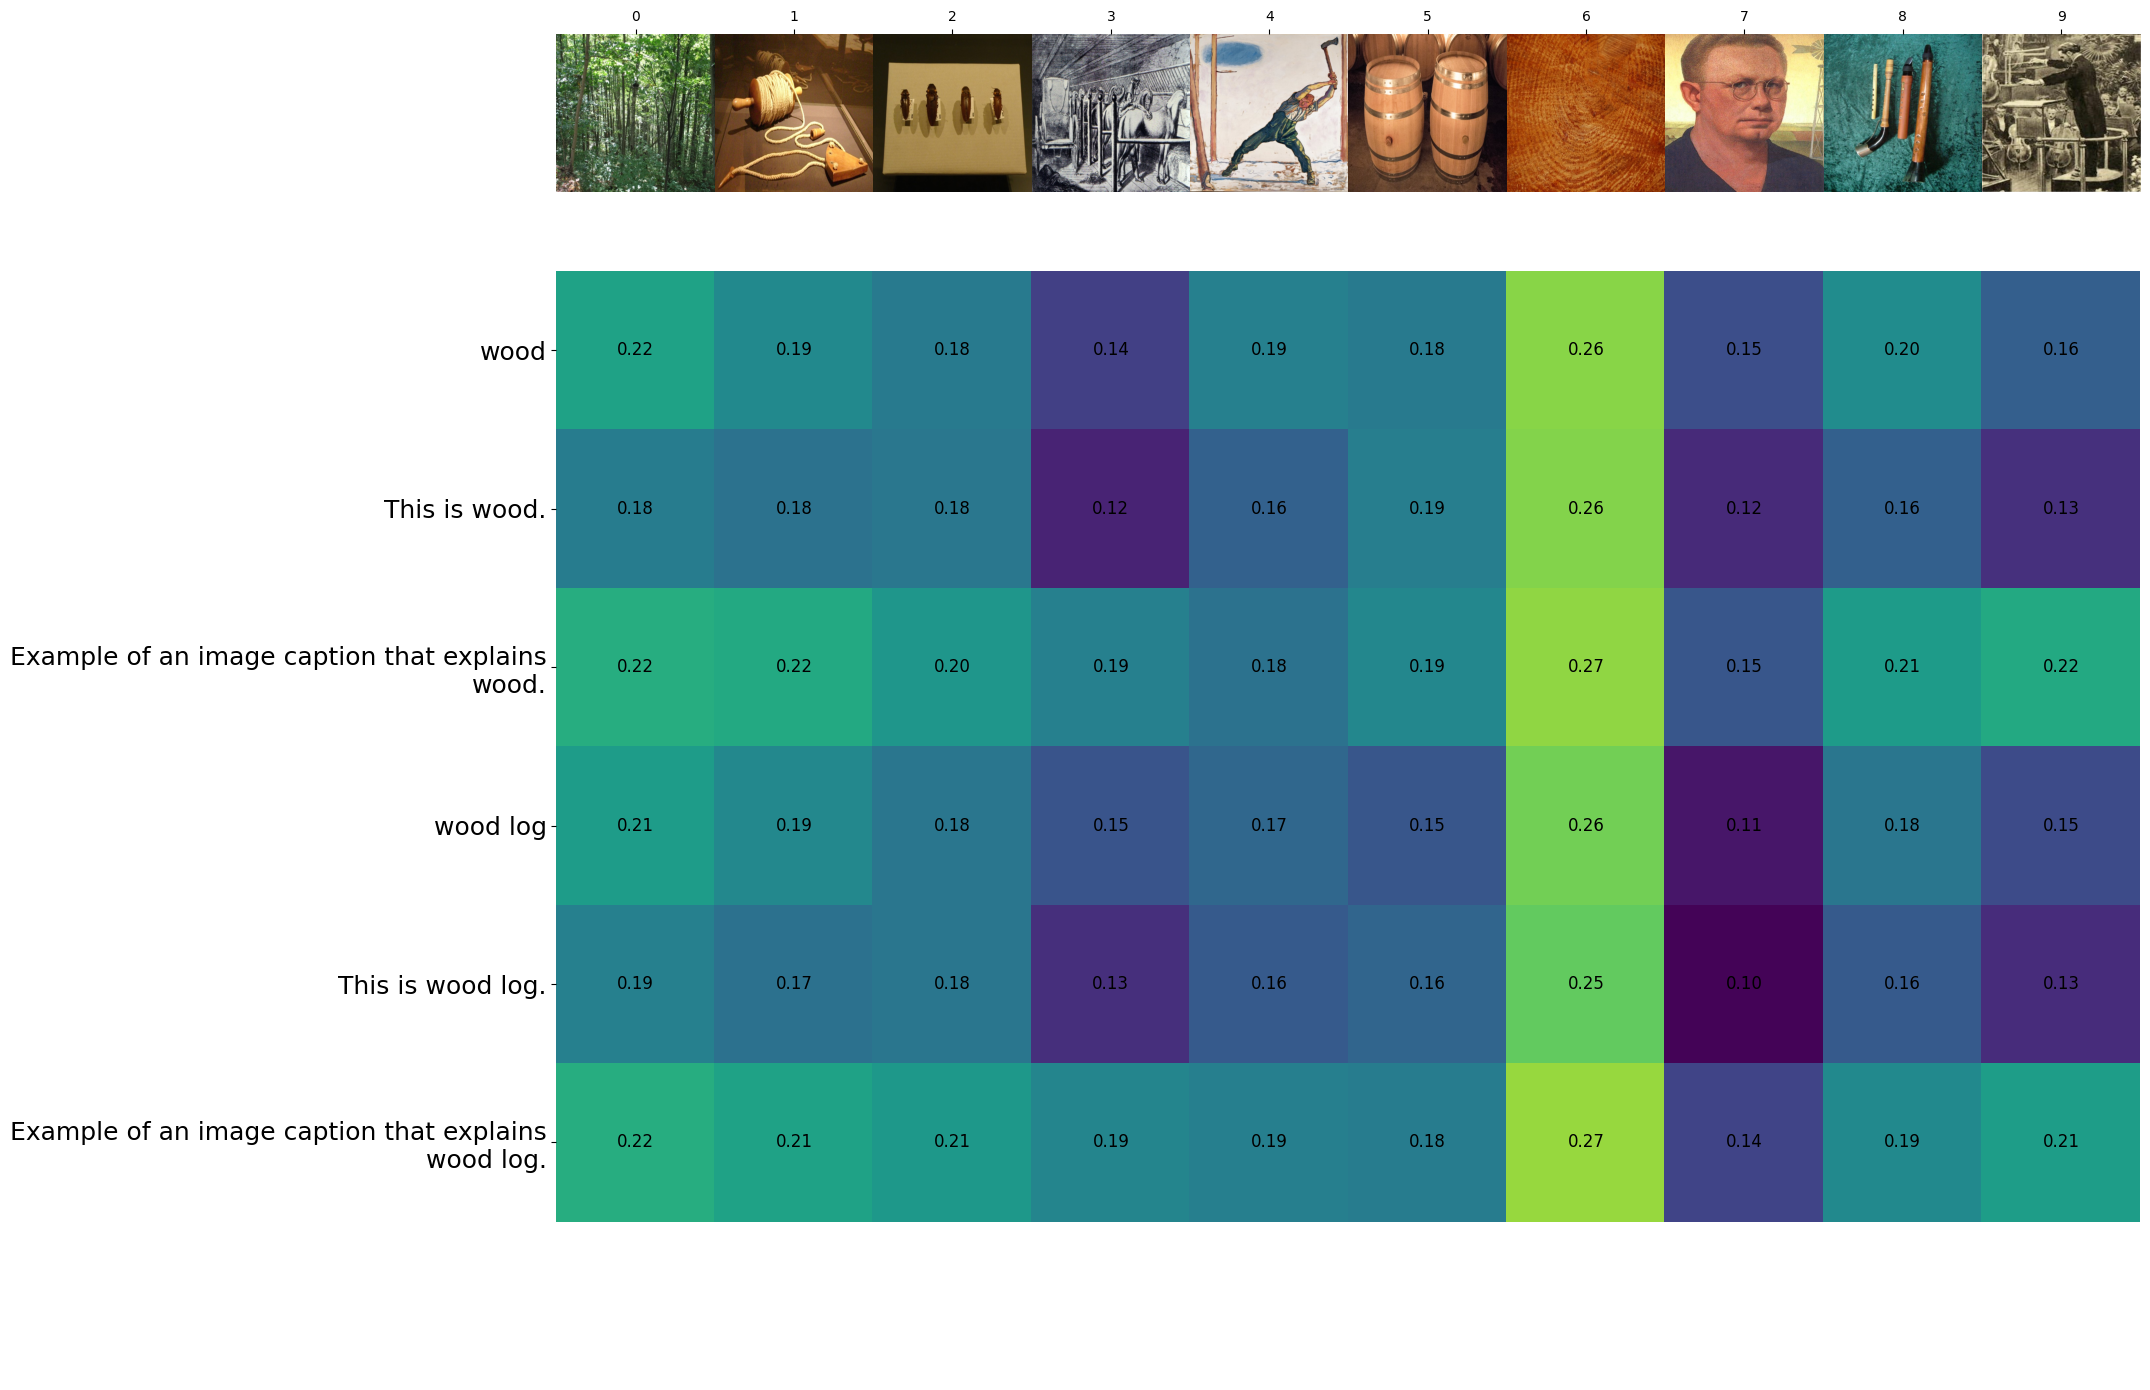 0 1 2 3 4 5 6 7 8 9
wood 0.22 0.19 0.18 0.14 0.19 0.18 0.26 0.15 0.20 0.16
This is wood. 0.18 0.18 0.18 0.12 0.16 0.19 0.26 0.12 0.16 0.13
Example of an image caption that explains
wood. 0.22 0.22 0.20 0.19 0.18 0.19 0.27 0.15 0.21 0.22
wood log 0.21 0.19 0.18 0.15 0.17 0.15 0.26 0.11 0.18 0.15
This is wood log. 0.19 0.17 0.18 0.13 0.16 0.16 0.25 0.10 0.16 0.13
Example of an image caption that explains
wood log. 0.22 0.21 0.21 0.19 0.19 0.18 0.27 0.14 0.19 0.21